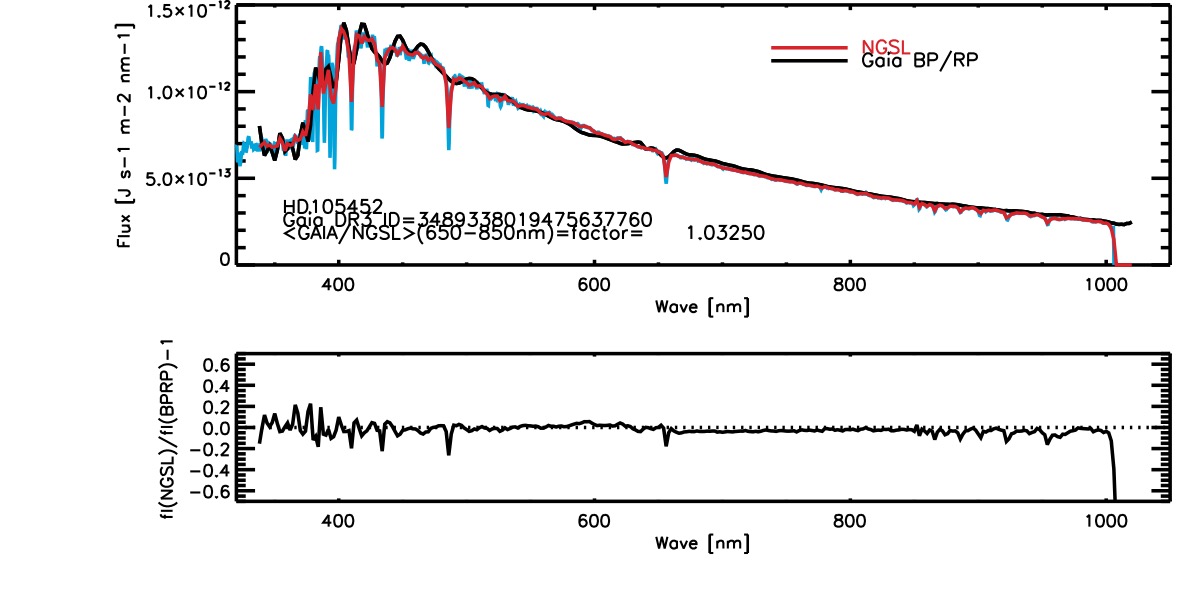 1.5×10−12
1.0×10−12
5.0×10−13
0
Flux [J s−1 m−2 nm−1]
NGSL
Gaia BP/RP
HD105452
Gaia DR3 ID=3489338019475637760
<GAIA/NGSL>(650−850nm)=factor= 1.03250
400 600 800 1000
Wave [nm]
fl(NGSL)/fl(BPRP)−1
0.6
0.4
0.2
0.0
−0.2
−0.4
−0.6
400 600 800 1000
Wave [nm]